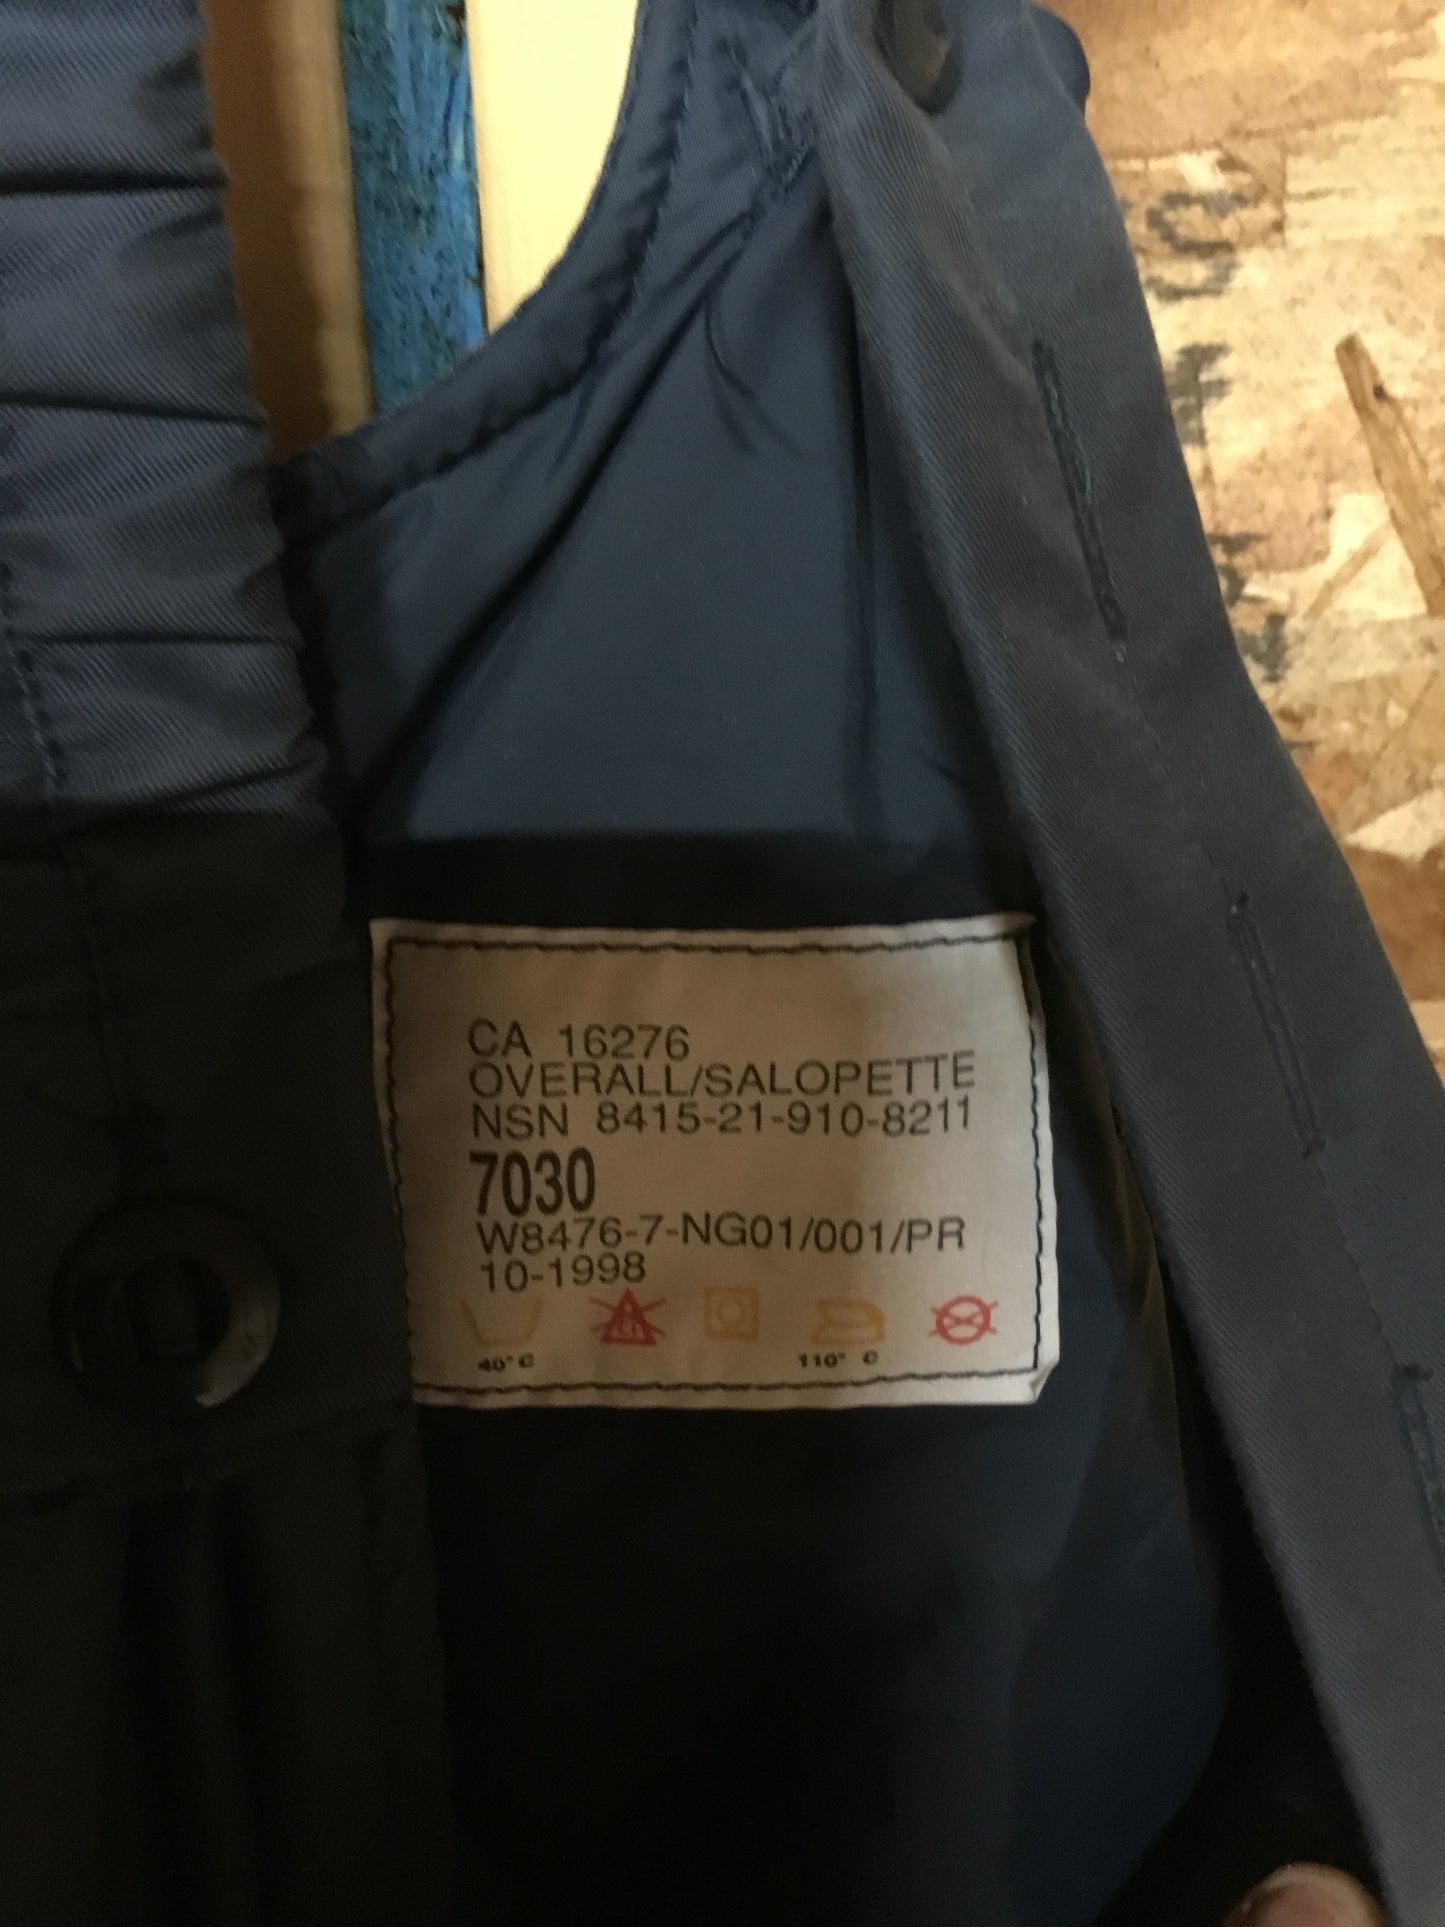 CA 16276
OVERALL/SALOPETTE
NSN 8415-21-910-8211
7030
W8476-7-NG01/001/PR
10-1998
40° C
110° C